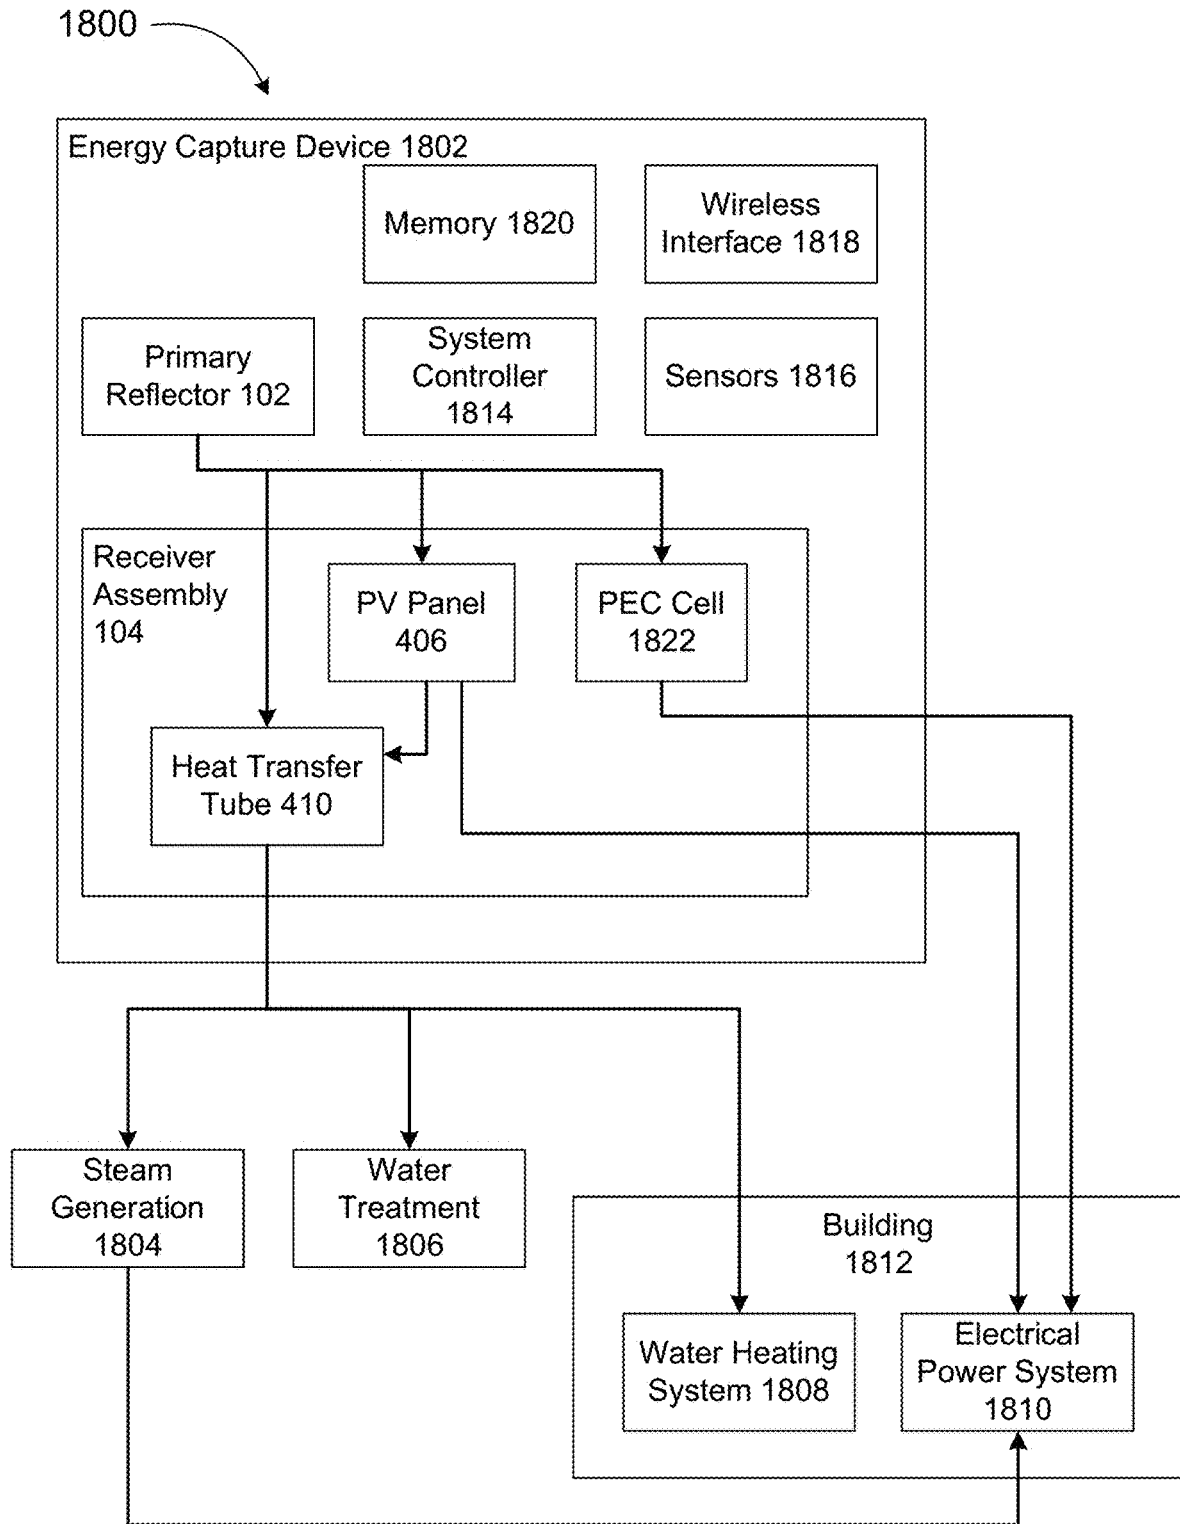 1800
Energy Capture Device 1802
Memory 1820
Wireless
Interface 1818
Primary
Reflector 102
System
Controller
1814
Sensors 1816
Receiver
Assembly
104
PV Panel
406
PEC Cell
1822
Heat Transfer
Tube 410
Steam
Generation
1804
Water
Treatment
1806
Building
1812
Water Heating
System 1808
Electrical
Power System
1810